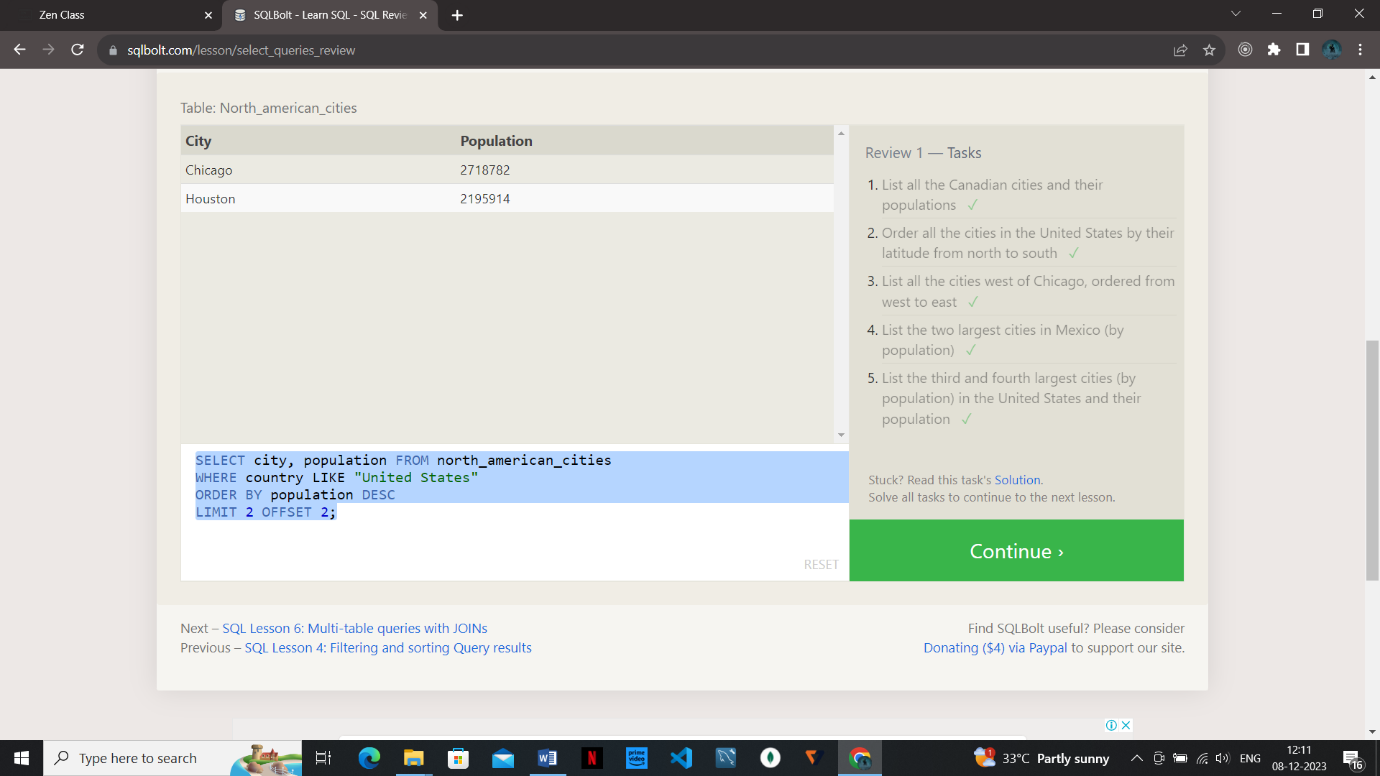 Zen Class
SQLBolt - Learn SQL - SQL Revie
sqlbolt.com/lesson/select_queries_review
Table: North_american_cities
City Population
Chicago 2718782
Houston 2195914
Review 1 — Tasks
1. List all the Canadian cities and their
populations ✓
2. Order all the cities in the United States by their
latitude from north to south ✓
3. List all the cities west of Chicago, ordered from
west to east ✓
4. List the two largest cities in Mexico (by
population) ✓
5. List the third and fourth largest cities (by
population) in the United States and their
population ✓
SELECT city, population FROM north_american_cities
WHERE country LIKE "United States"
ORDER BY population DESC
LIMIT 2 OFFSET 2;
RESET
Stuck? Read this task's Solution.
Solve all tasks to continue to the next lesson.
Continue ›
Next – SQL Lesson 6: Multi-table queries with JOINs
Previous – SQL Lesson 4: Filtering and sorting Query results
Find SQLBolt useful? Please consider
Donating ($4) via Paypal to support our site.
Type here to search
prime video
1
33°C Partly sunny
ENG
12:11
08-12-2023
16